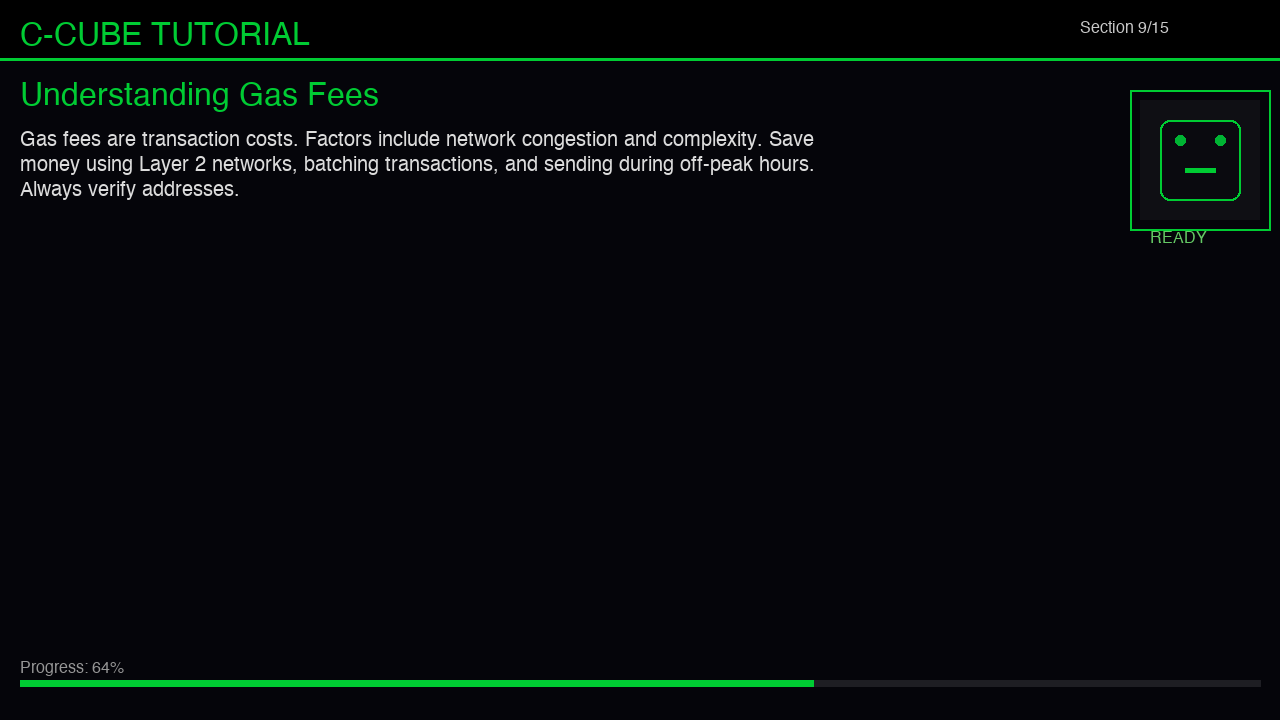 C-CUBE TUTORIAL
Section 9/15
Understanding Gas Fees
Gas fees are transaction costs. Factors include network congestion and complexity. Save
money using Layer 2 networks, batching transactions, and sending during off-peak hours.
Always verify addresses.
READY
Progress: 64%